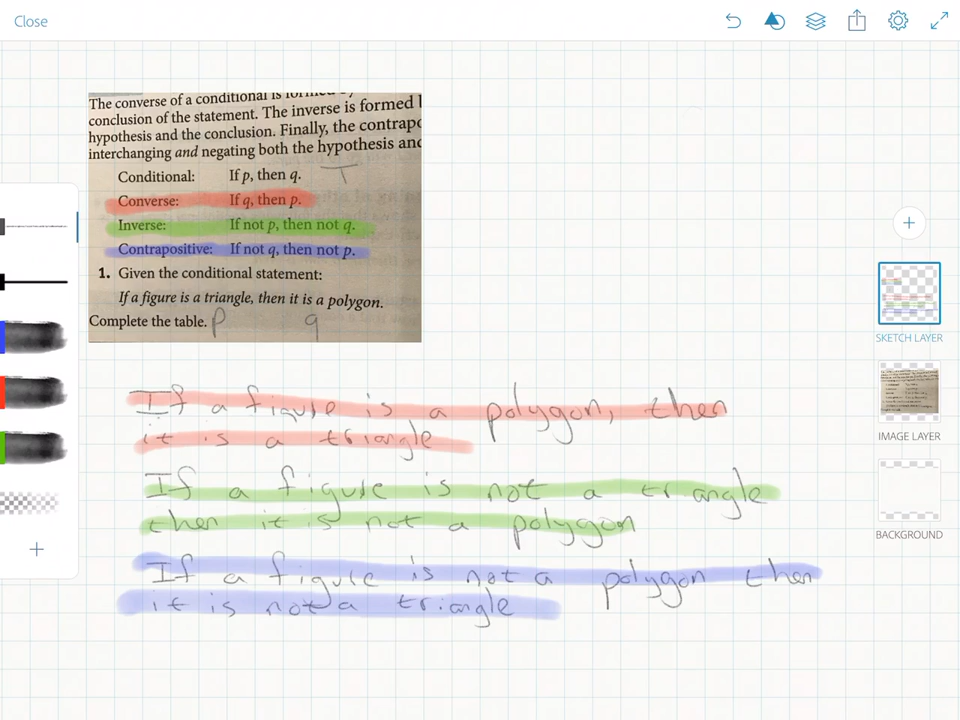 Close
The converse of a conditional is formed by
conclusion of the statement. The inverse is formed
hypothesis and the conclusion. Finally, the contrapo
interchanging and negating both the hypothesis and
Conditional: If p, then q. T
Converse: If q, then p.
Inverse: If not p, then not q.
Contrapositive: If not q, then not p.
1. Given the conditional statement:
If a figure is a triangle, then it is a polygon.
Complete the table. p q
If a figure is a polygon, then
it is a triangle
If a figure is not a triangle
then it is not a polygon
If a figure is not a polygon then
it is not a triangle
SKETCH LAYER
IMAGE LAYER
BACKGROUND